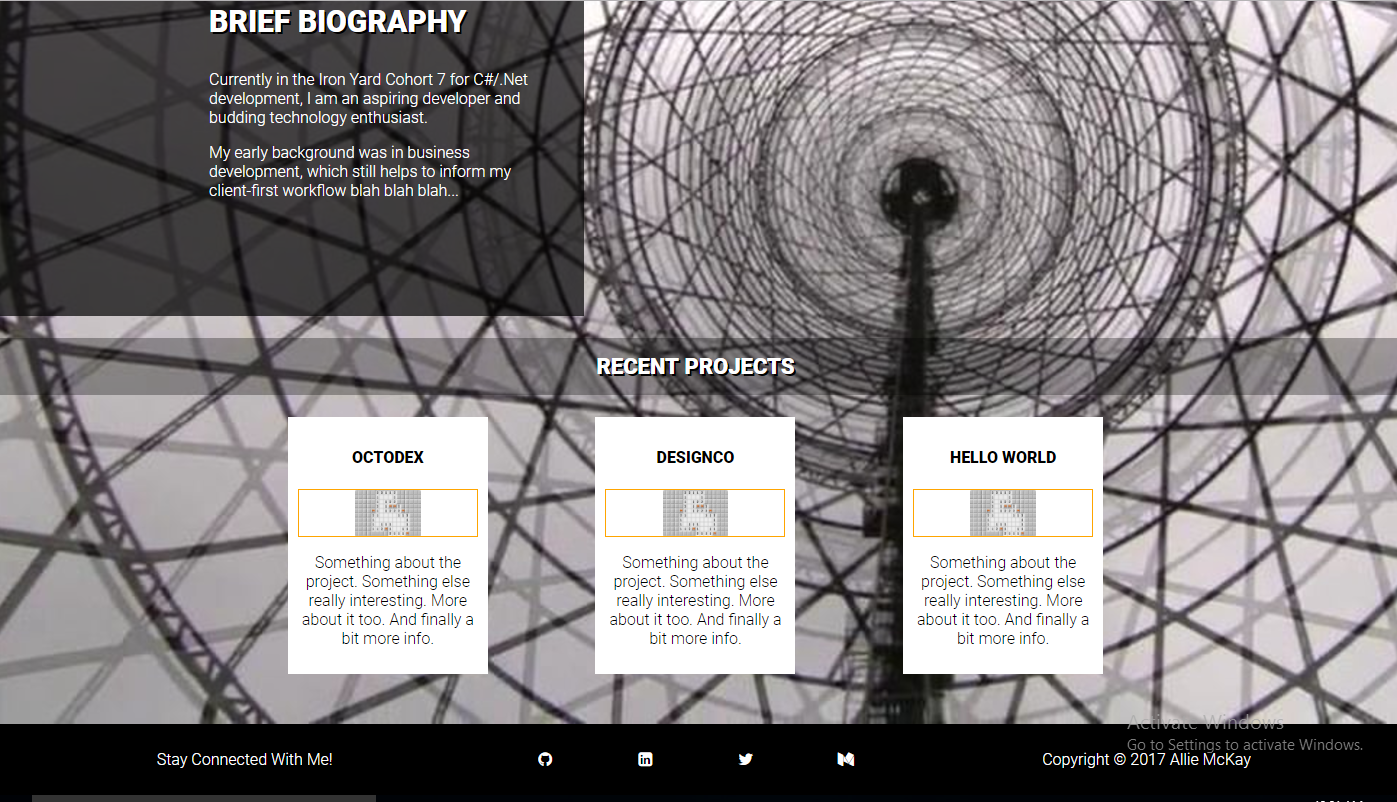 BRIEF BIOGRAPHY
Currently in the Iron Yard Cohort 7 for C#/.Net
development, I am an aspiring developer and
budding technology enthusiast.
My early background was in business
development, which still helps to inform my
client-first workflow blah blah blah...
RECENT PROJECTS
OCTODEX
Something about the
project. Something else
really interesting. More
about it too. And finally a
bit more info.
DESIGNCO
Something about the
project. Something else
really interesting. More
about it too. And finally a
bit more info.
HELLO WORLD
Something about the
project. Something else
really interesting. More
about it too. And finally a
bit more info.
Stay Connected With Me!
Copyright © 2017 Allie McKay
Activate Windows
Go to Settings to activate Windows.